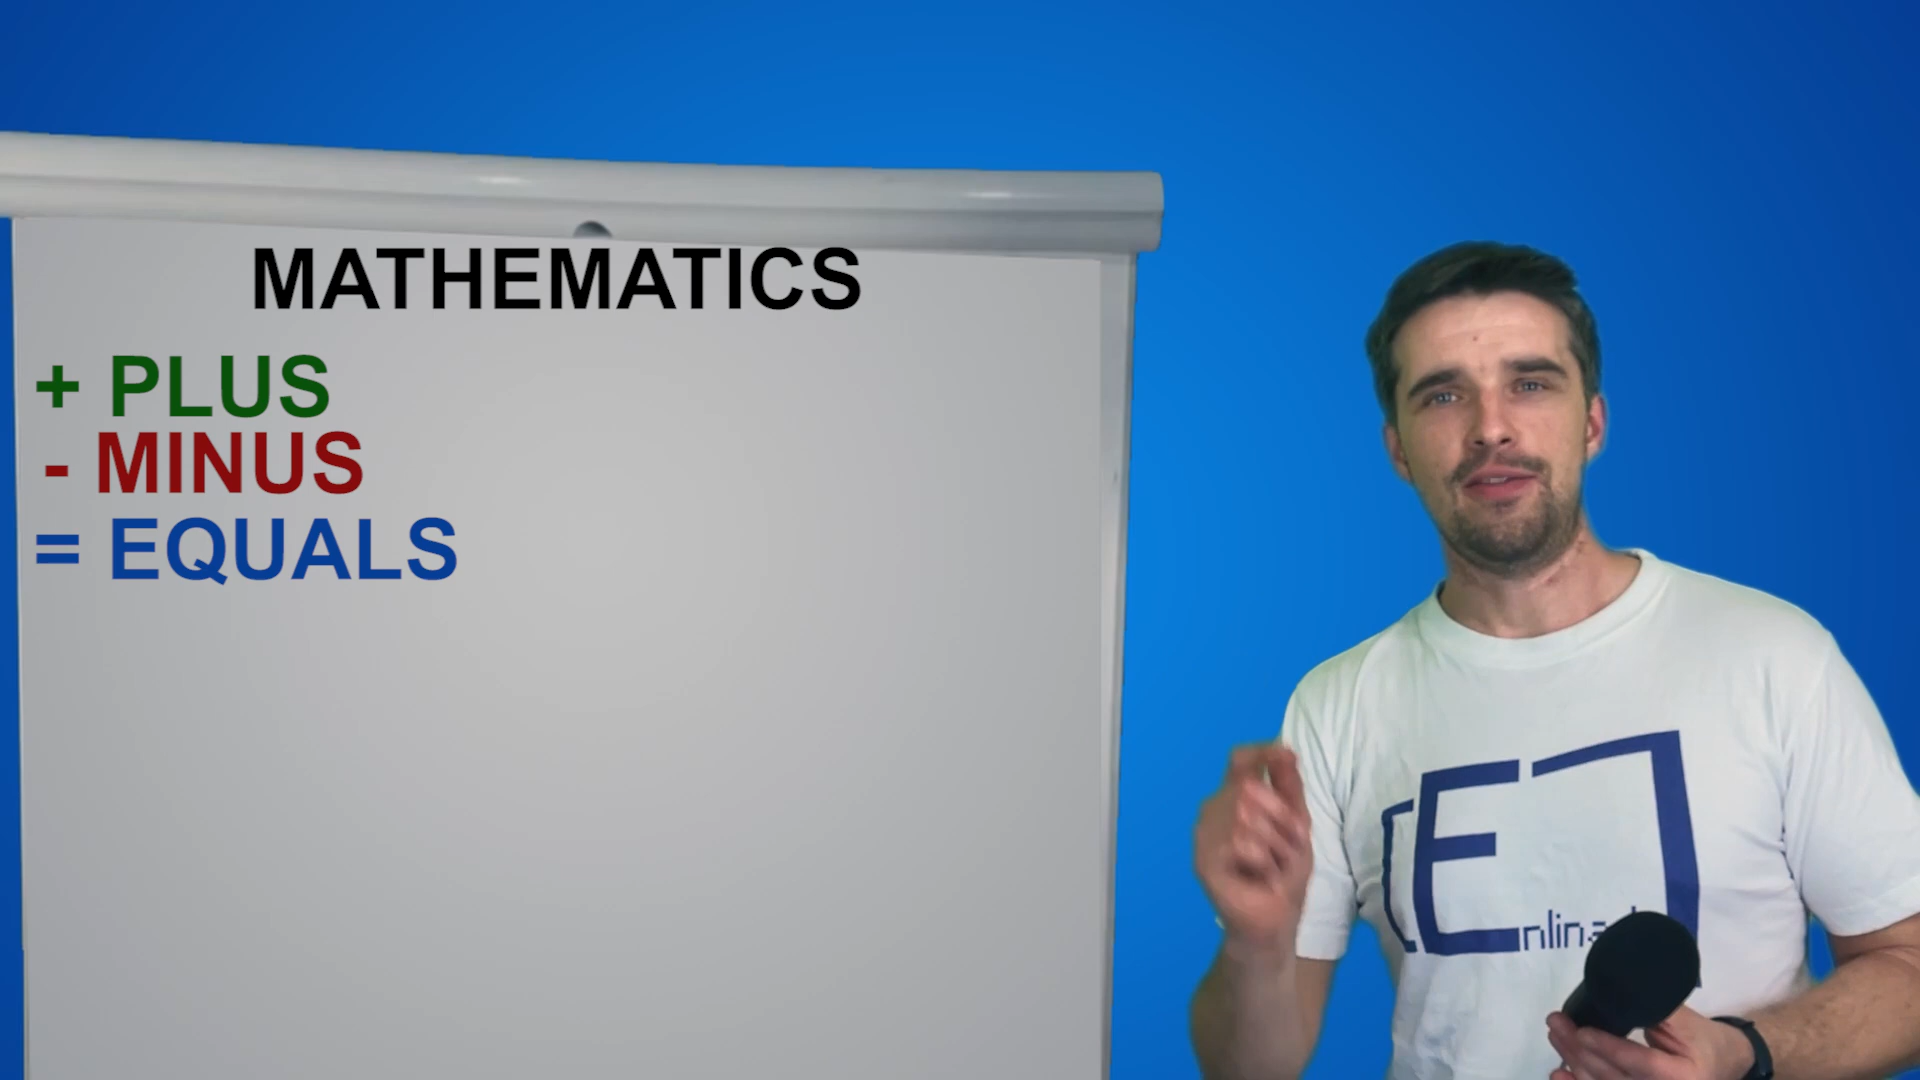 MATHEMATICS
+ PLUS
- MINUS
= EQUALS
E